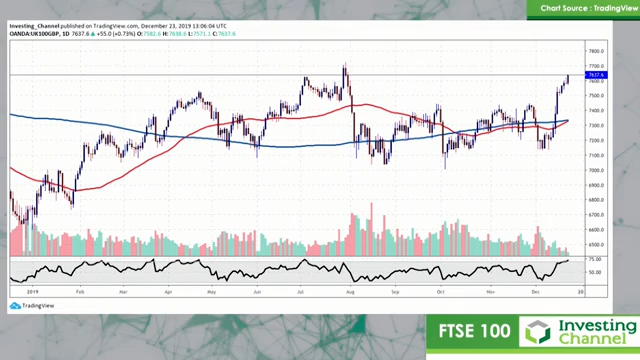 Chart Source : TradingView
Investing_Channel published on TradingView.com, December 23, 2019 13:06:04 UTC
OANDA:UK100GBP, 1D 7637.6 ▲ +55.0 (+0.73%) O:7582.6 H:7638.6 L:7571.1 C:7637.6
7800.0
7700.0
7637.6
7600.0
7500.0
7400.0
7300.0
7200.0
7100.0
7000.0
6900.0
6800.0
6700.0
6600.0
6500.0
75.00
50.00
25.00
2019 Feb Mar Apr May Jun Jul Aug Sep Oct Nov Dec 20
TradingView
FTSE 100
Investing
Channel